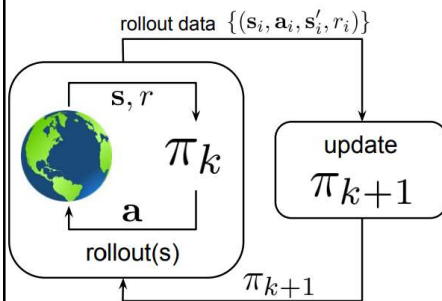 rollout data {(s_i, a_i, s'_i, r_i)}
s, r
π_k
a
rollout(s)
update
π_{k+1}
π_{k+1}